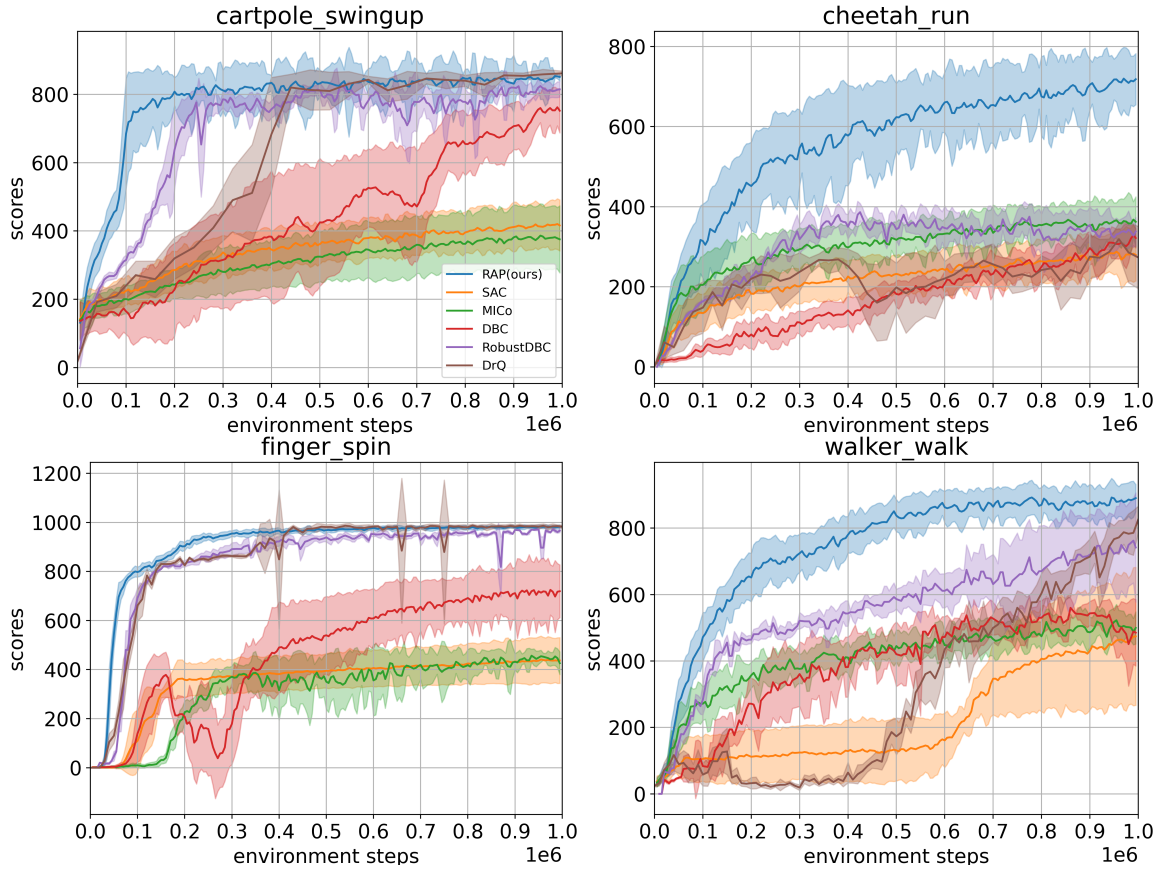 cartpole_swingup
scores
800
600
400
200
0
RAP(ours)
SAC
MICo
DBC
RobustDBC
DrQ
0.0 0.1 0.2 0.3 0.4 0.5 0.6 0.7 0.8 0.9 1.0
environment steps
1e6
cheetah_run
scores
800
600
400
200
0
0.0 0.1 0.2 0.3 0.4 0.5 0.6 0.7 0.8 0.9 1.0
environment steps
1e6
finger_spin
scores
1200
1000
800
600
400
200
0
0.0 0.1 0.2 0.3 0.4 0.5 0.6 0.7 0.8 0.9 1.0
environment steps
1e6
walker_walk
scores
800
600
400
200
0
0.0 0.1 0.2 0.3 0.4 0.5 0.6 0.7 0.8 0.9 1.0
environment steps
1e6